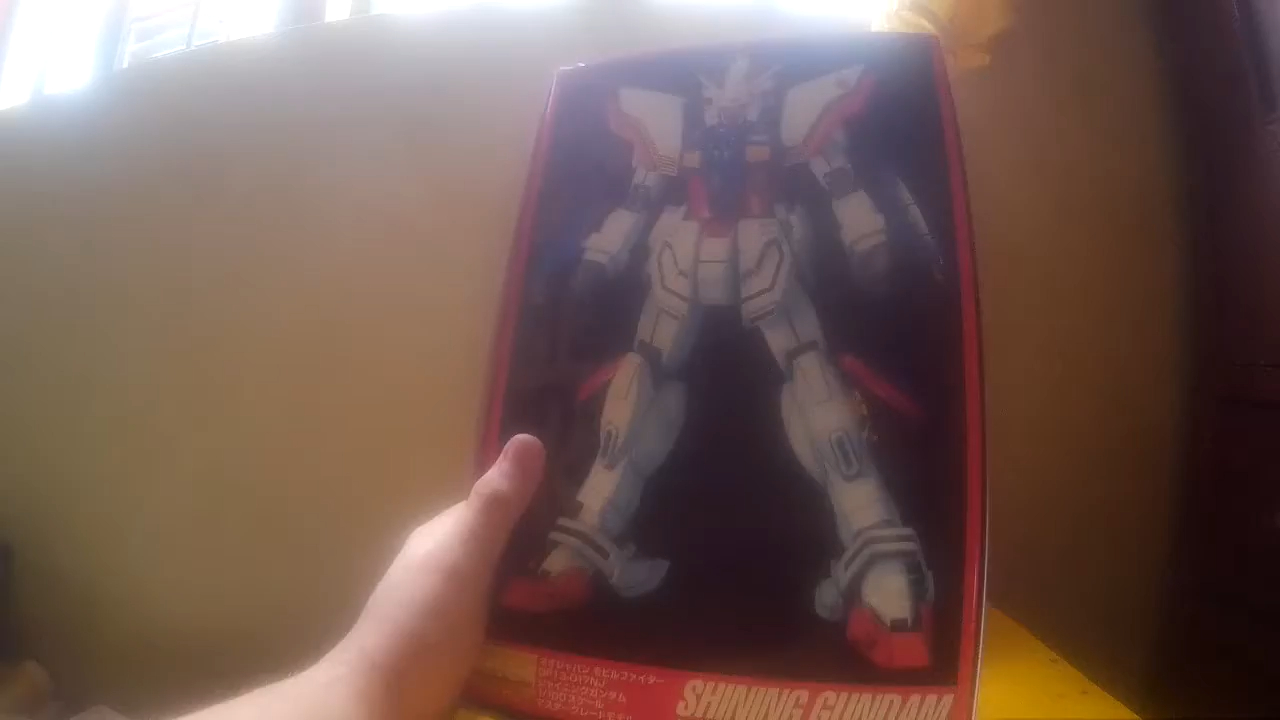 ネオジャパン モビルファイター
GF13-017NJ
シャイニングガンダム
1/100スケール
マスターグレードモデル
SHINING GUNDAM